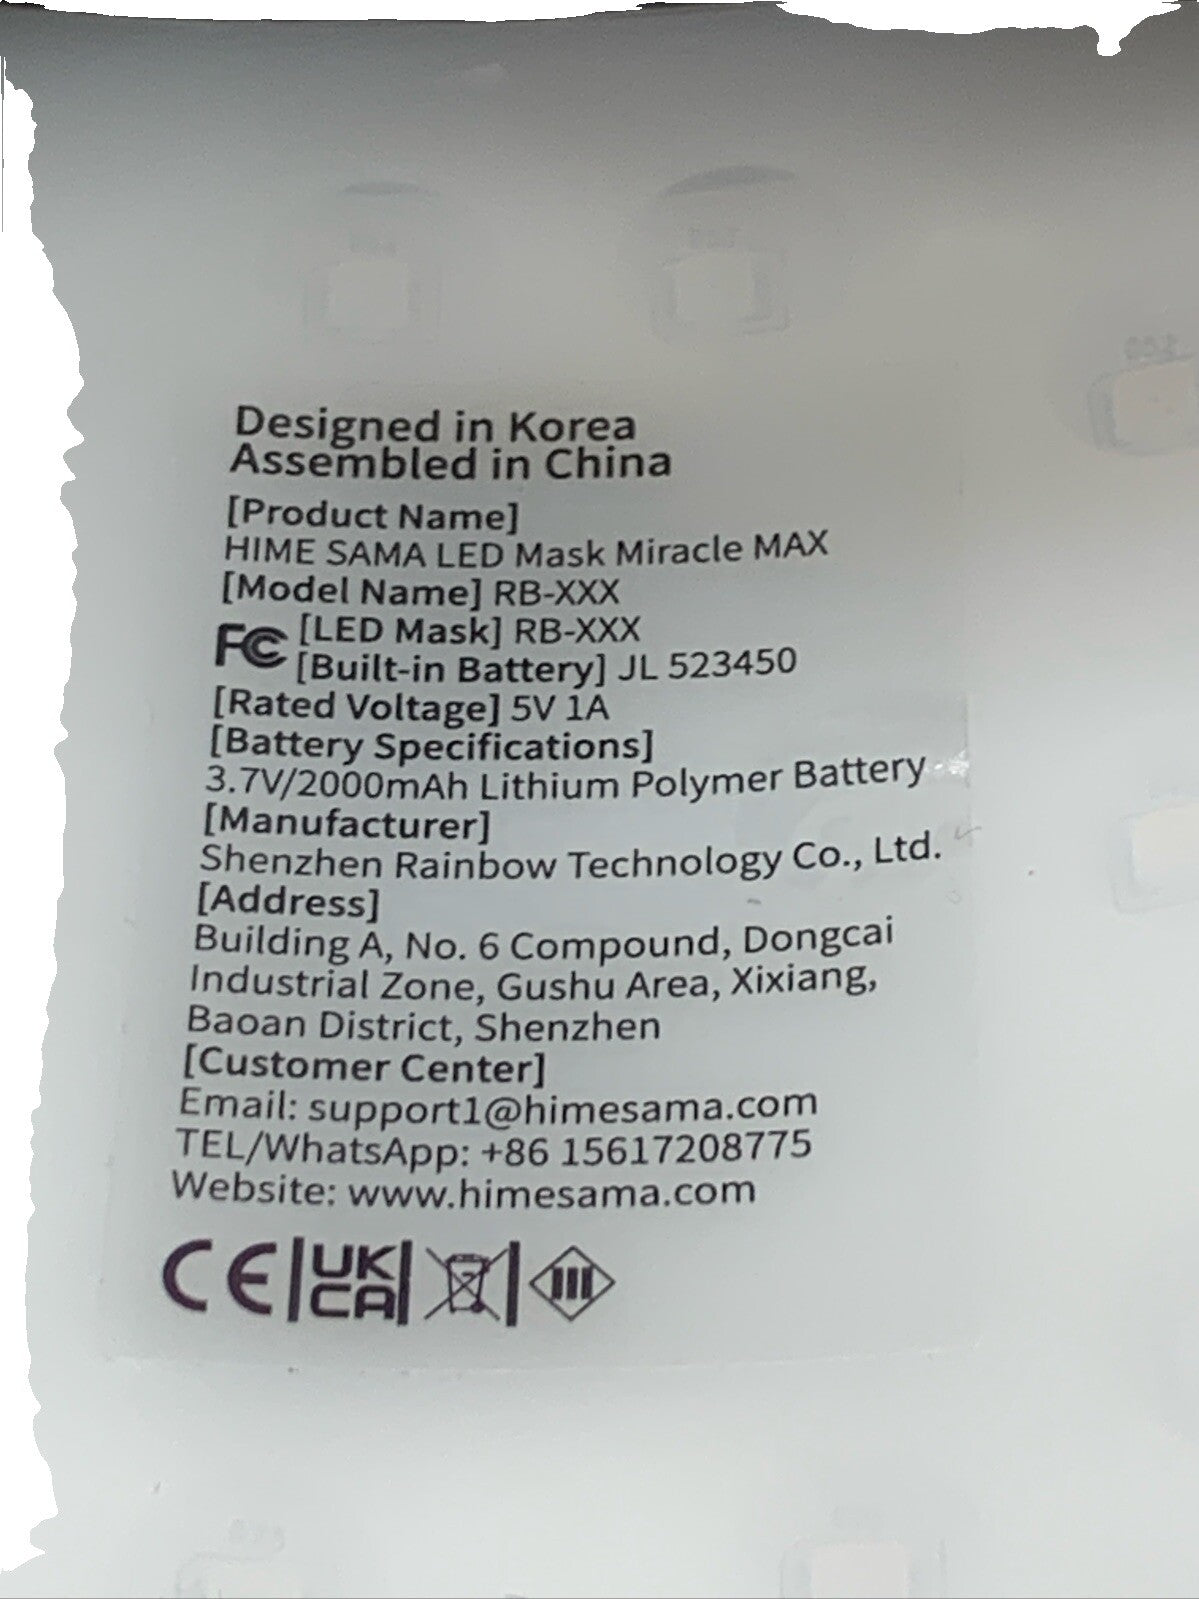 Designed in Korea
Assembled in China
[Product Name]
HIME SAMA LED Mask Miracle MAX
[Model Name] RB-XXX
FC [LED Mask] RB-XXX
[Built-in Battery] JL 523450
[Rated Voltage] 5V 1A
[Battery Specifications]
3.7V/2000mAh Lithium Polymer Battery
[Manufacturer]
Shenzhen Rainbow Technology Co., Ltd.
[Address]
Building A, No. 6 Compound, Dongcai
Industrial Zone, Gushu Area, Xixiang,
Baoan District, Shenzhen
[Customer Center]
Email: support1@himesama.com
TEL/WhatsApp: +86 15617208775
Website: www.himesama.com
CE UK CA III